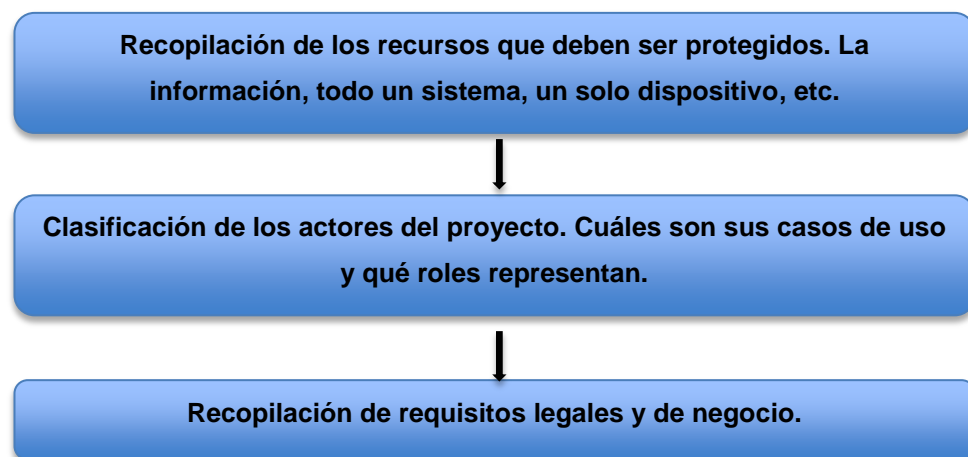 Recopilación de los recursos que deben ser protegidos. La
información, todo un sistema, un solo dispositivo, etc.
Clasificación de los actores del proyecto. Cuáles son sus casos de uso
y qué roles representan.
Recopilación de requisitos legales y de negocio.